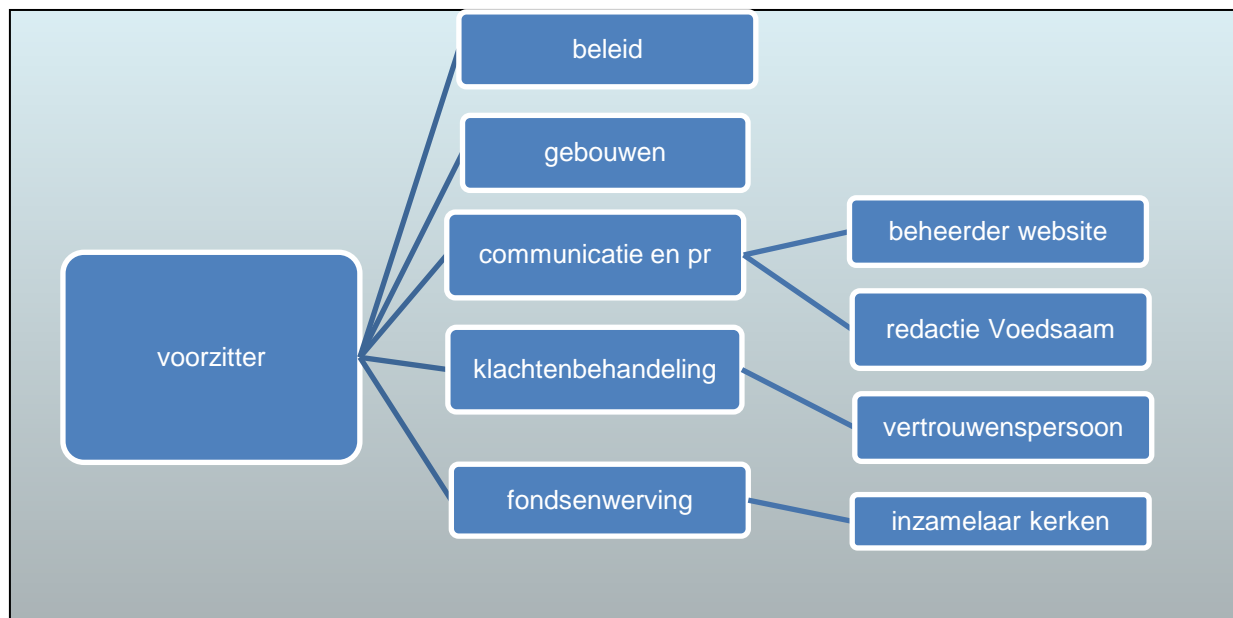 beleid
gebouwen
communicatie en pr
beheerder website
redactie Voedsaam
voorzitter
klachtenbehandeling
vertrouwenspersoon
fondsenwerving
inzamelaar kerken